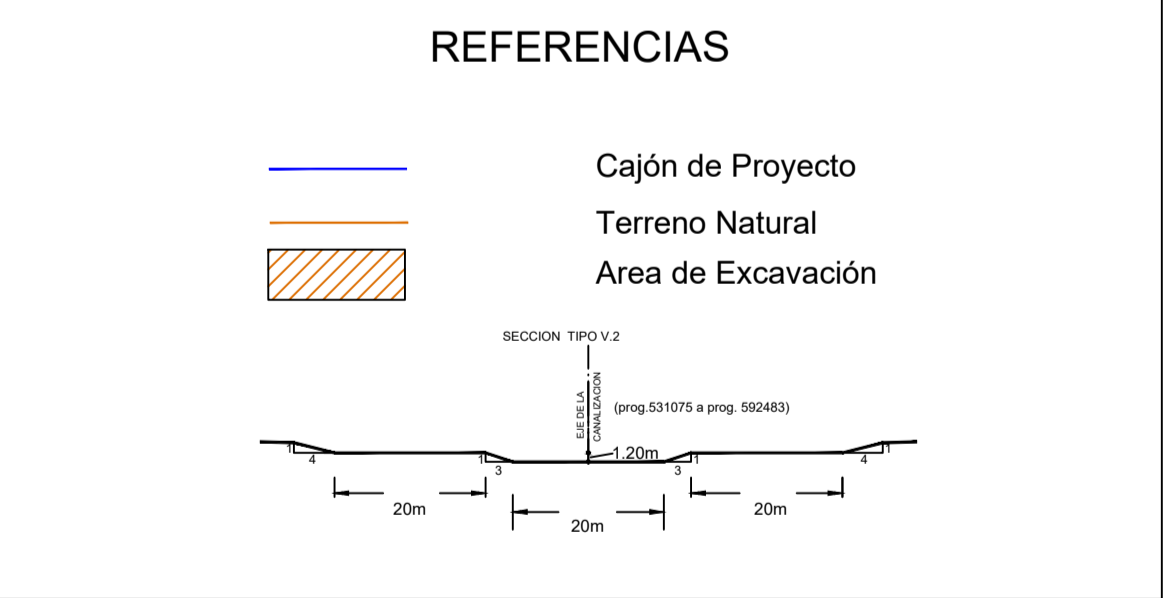 REFERENCIAS
Cajón de Proyecto
Terreno Natural
Area de Excavación
SECCION TIPO V.2
EJE DE LA
CANALIZACION
(prog.531075 a prog. 592483)
1.20m
1
4
1
3
1
3
1
4
20m
20m
20m